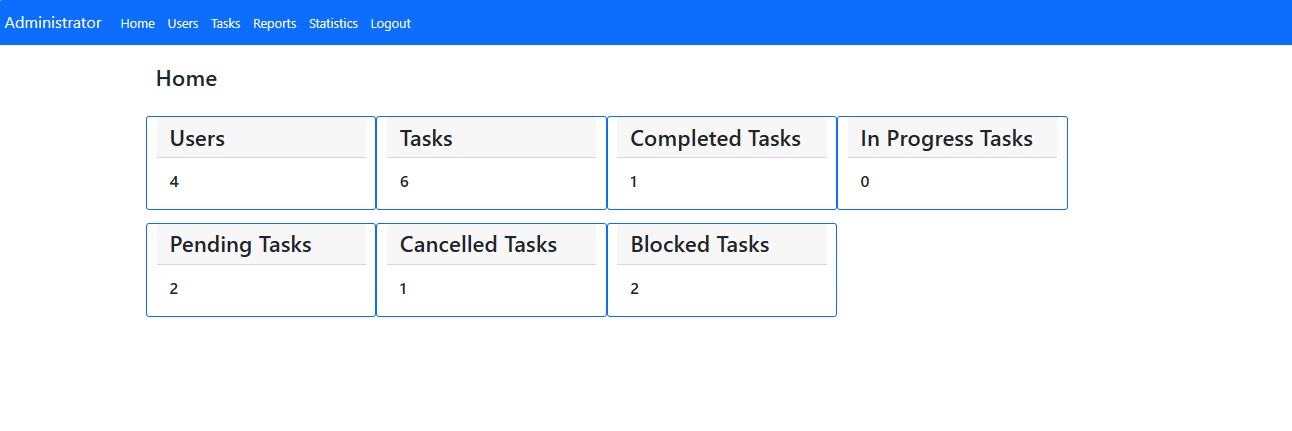 Administrator Home Users Tasks Reports Statistics Logout
Home
Users Tasks Completed Tasks In Progress Tasks
4 6 1 0
Pending Tasks Cancelled Tasks Blocked Tasks
2 1 2